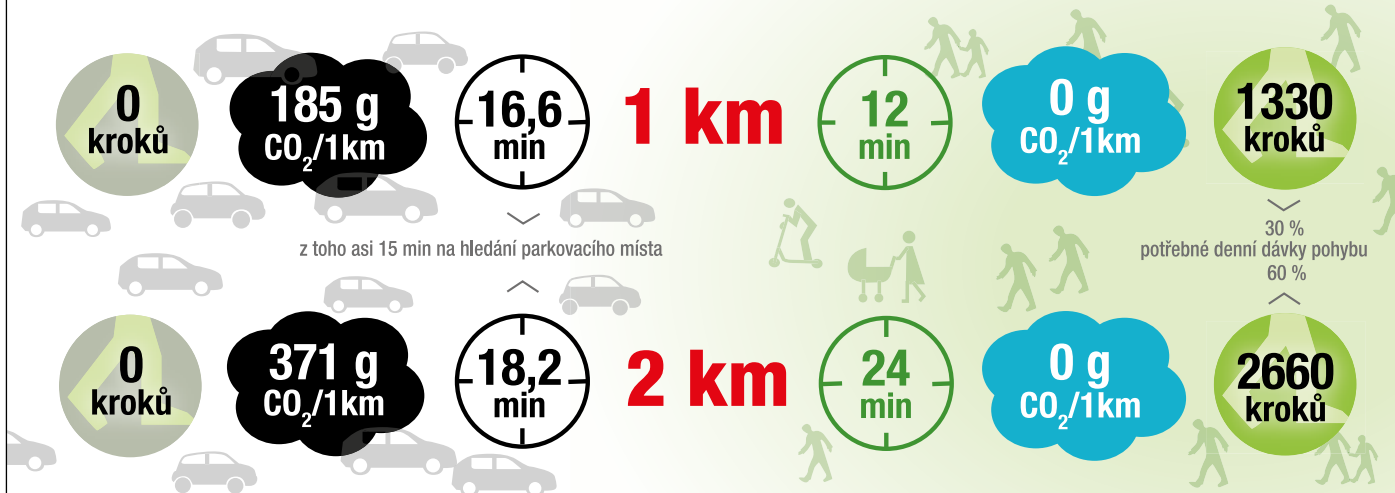 0
kroků
185 g
CO₂/1km
16,6
min
1 km
12
min
0 g
CO₂/1km
1330
kroků
z toho asi 15 min na hledání parkovacího místa
30 %
potřebné denní dávky pohybu
60 %
0
kroků
371 g
CO₂/1km
18,2
min
2 km
24
min
0 g
CO₂/1km
2660
kroků